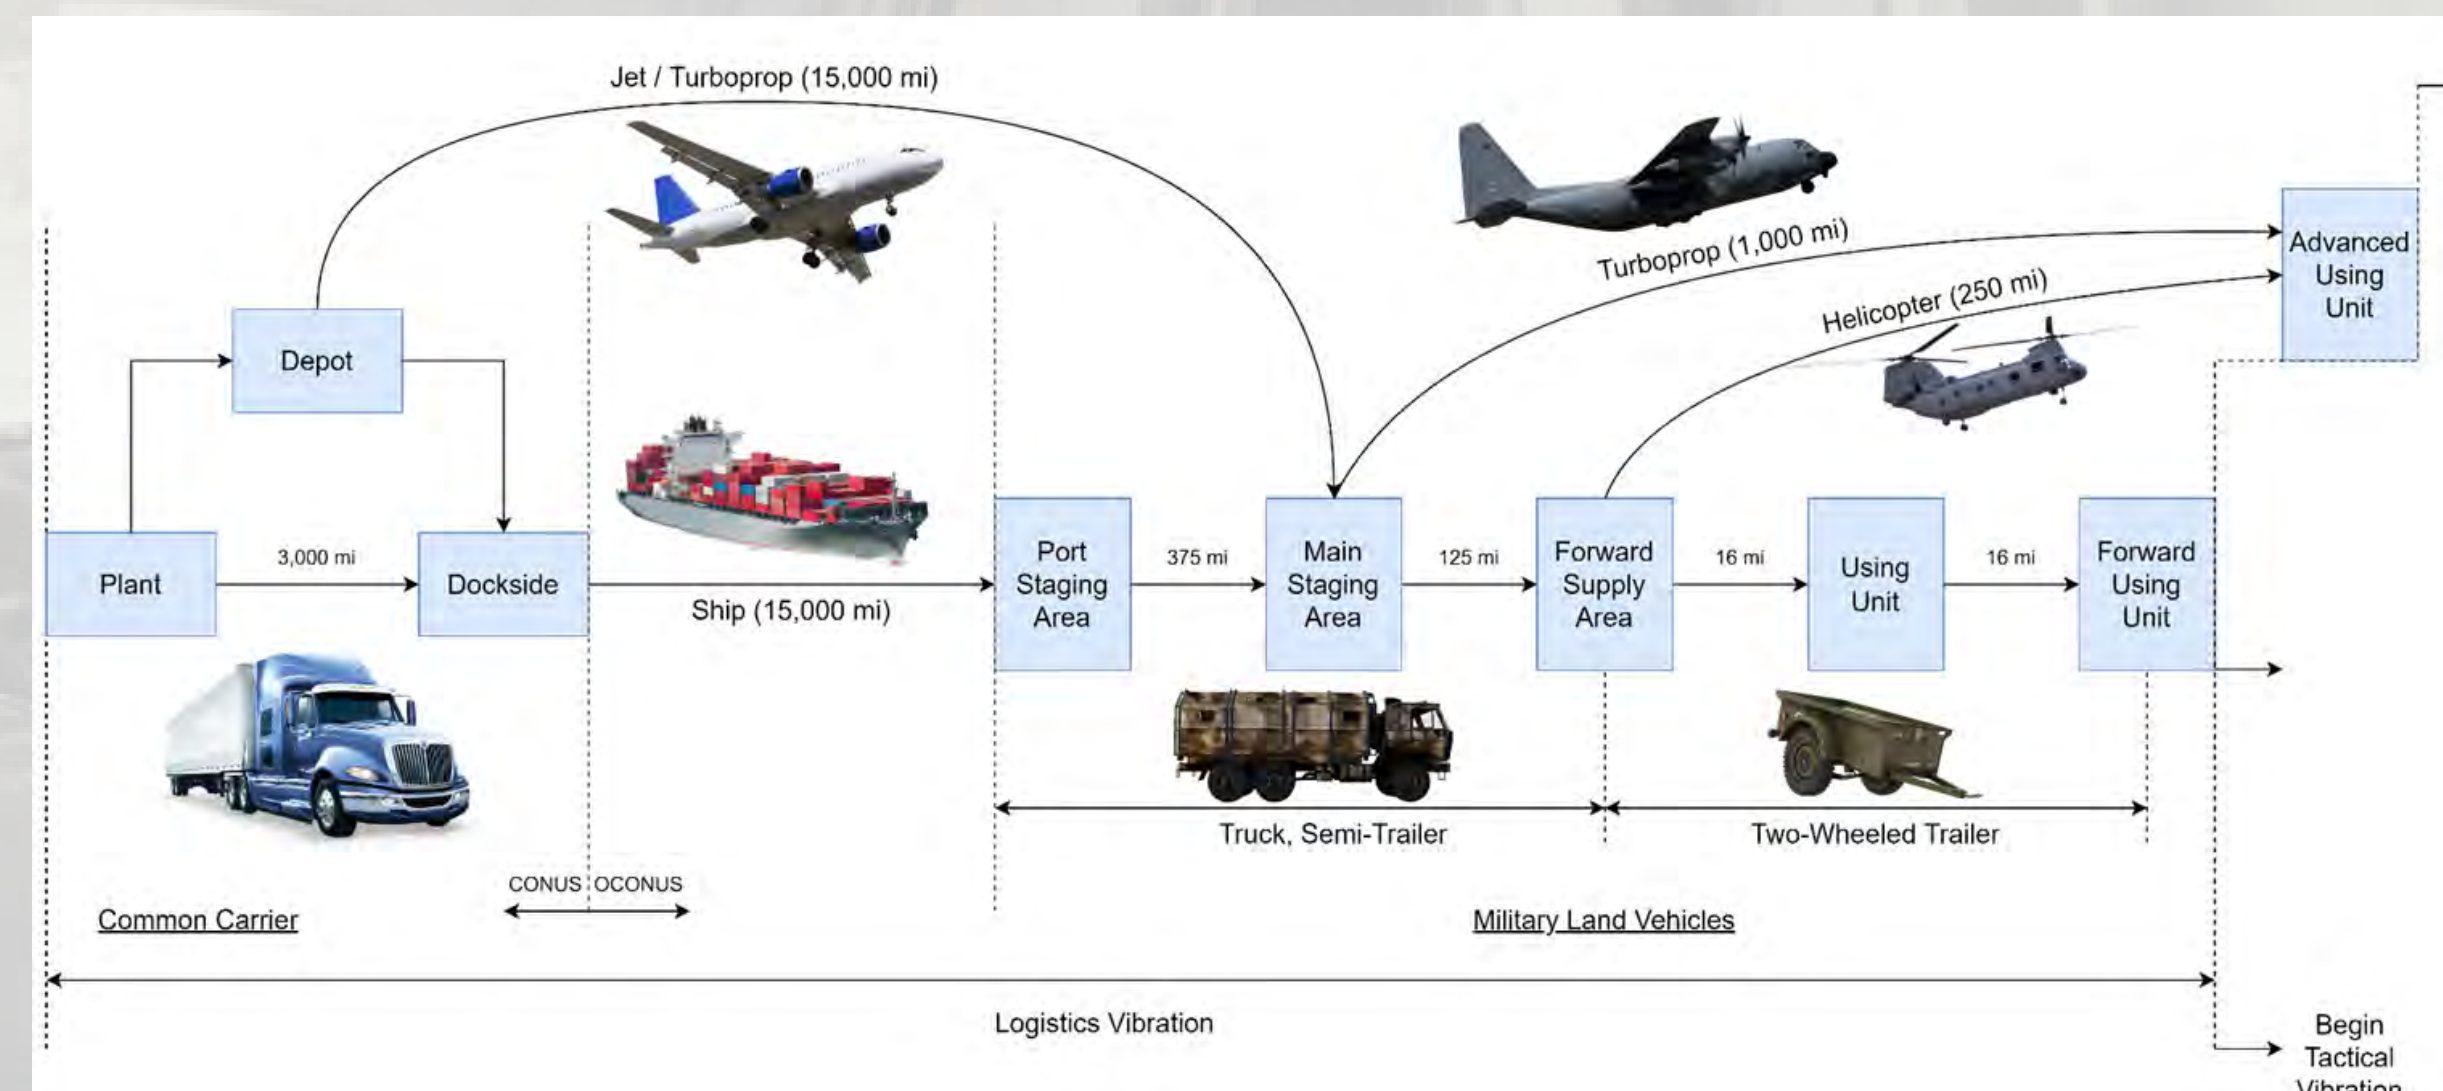 Jet / Turboprop (15,000 mi)
Turboprop (1,000 mi)
Advanced
Using
Unit
Helicopter (250 mi)
Depot
Plant
3,000 mi
Dockside
Ship (15,000 mi)
Port
Staging
Area
375 mi
Main
Staging
Area
125 mi
Forward
Supply
Area
16 mi
Using
Unit
16 mi
Forward
Using
Unit
Truck, Semi-Trailer
Two-Wheeled Trailer
CONUS
OCONUS
Common Carrier
Military Land Vehicles
Logistics Vibration
Begin
Tactical
Vibration